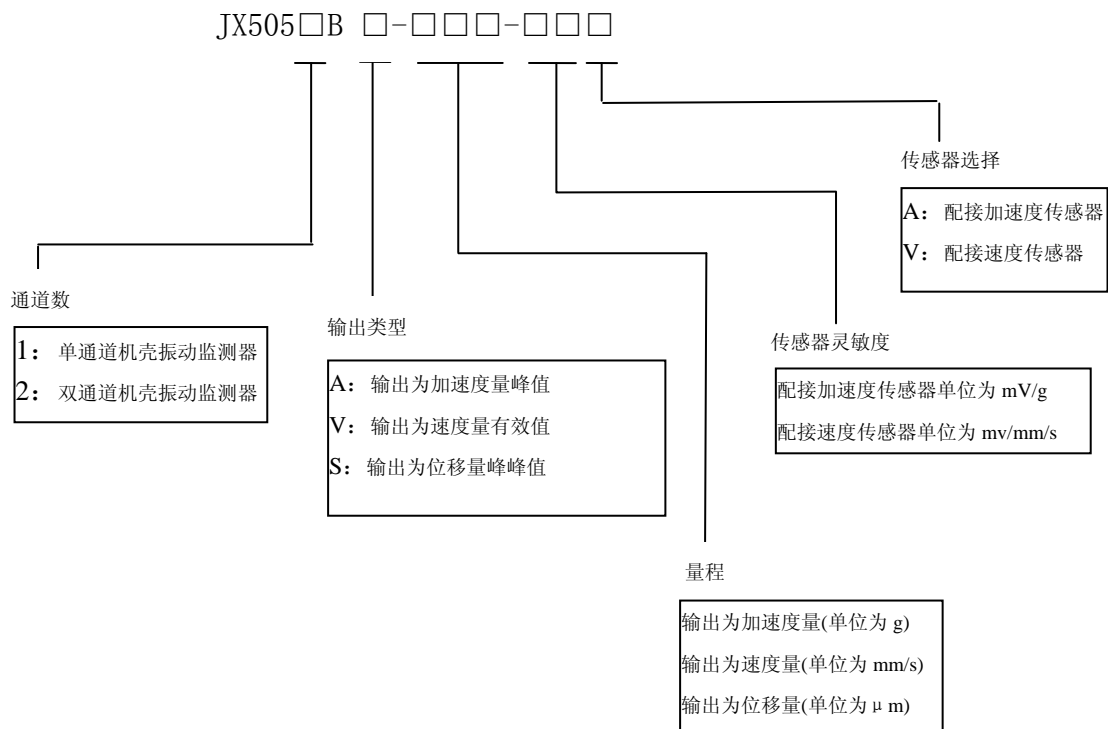 JX505□B □-□□□-□□□
传感器选择
A：配接加速度传感器
V：配接速度传感器
通道数
1：单通道机壳振动监测器
2：双通道机壳振动监测器
输出类型
A：输出为加速度量峰值
V：输出为速度量有效值
S：输出为位移量峰峰值
传感器灵敏度
配接加速度传感器单位为 mV/g
配接速度传感器单位为 mv/mm/s
量程
输出为加速度量(单位为 g)
输出为速度量(单位为 mm/s)
输出为位移量(单位为 μm)